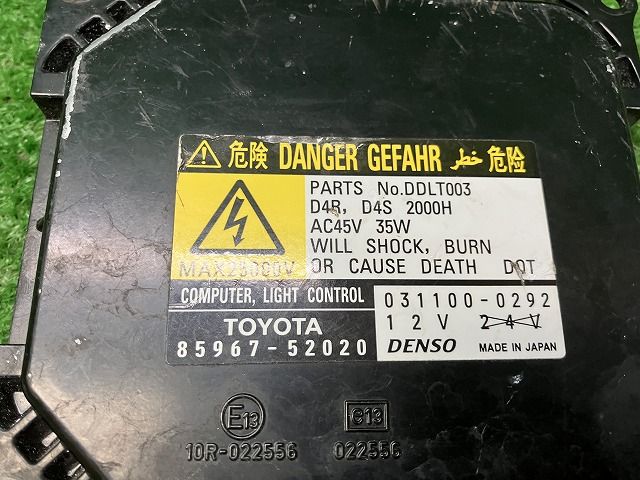 危険 DANGER GEFAHR خطر 危险
PARTS No.DDLT003
D4R, D4S 2000H
AC45V 35W
WILL SHOCK, BURN
OR CAUSE DEATH DOT
MAX25000V
COMPUTER, LIGHT CONTROL
031100-0292
12V 24V
TOYOTA
85967-52020
DENSO MADE IN JAPAN
E13
10R-022556
e13
022556